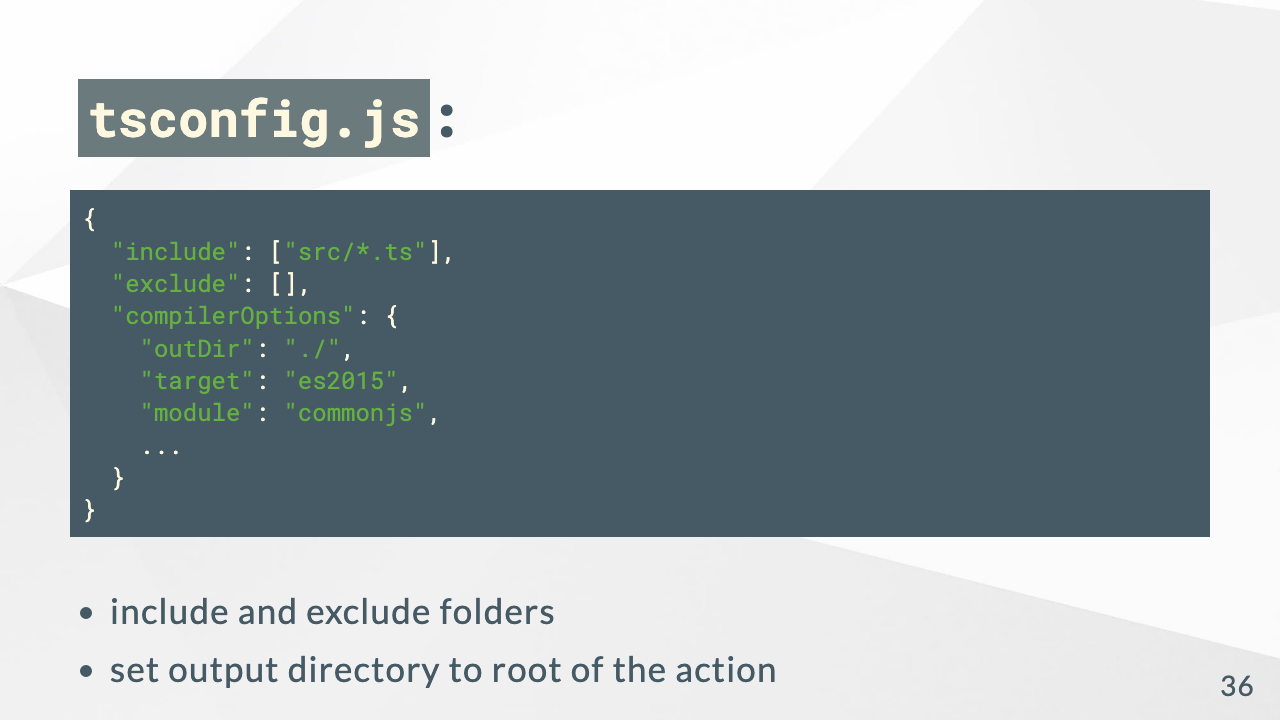 tsconfig.js:
{
  "include": ["src/*.ts"],
  "exclude": [],
  "compilerOptions": {
    "outDir": "./",
    "target": "es2015",
    "module": "commonjs",
    ...
  }
}
• include and exclude folders
• set output directory to root of the action
36